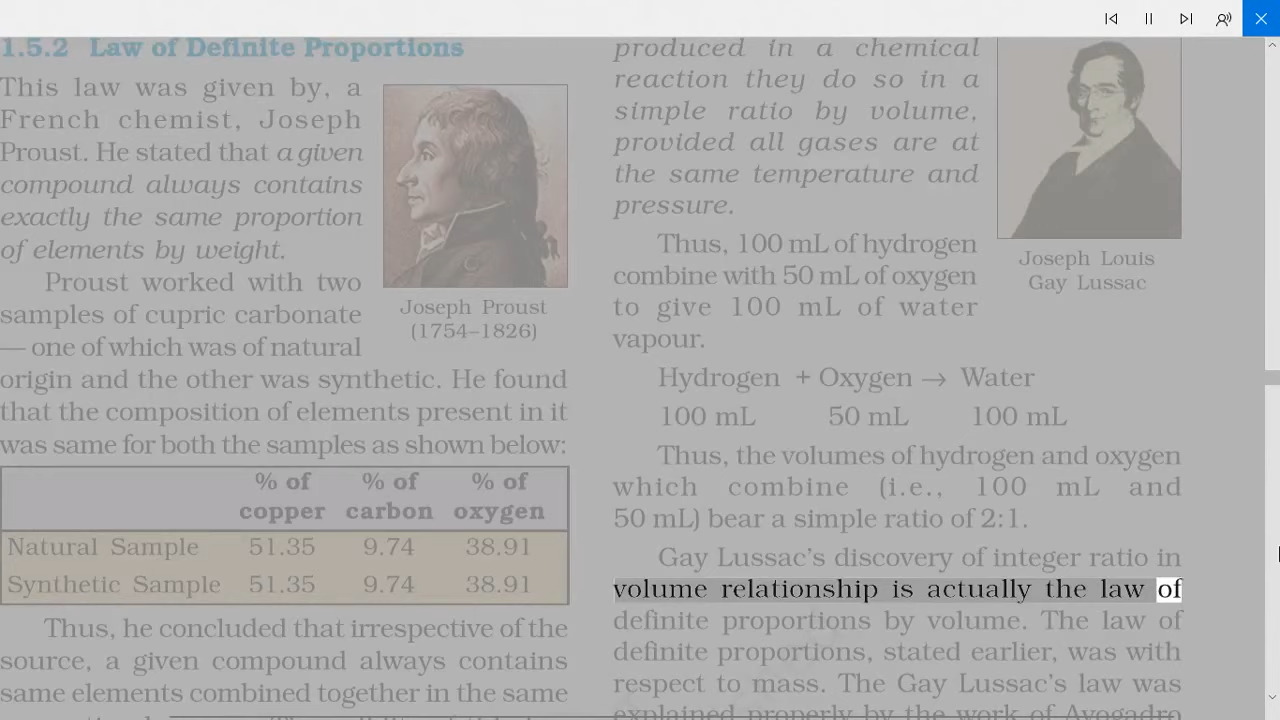 1.5.2 Law of Definite Proportions
This law was given by, a
French chemist, Joseph
Proust. He stated that a given
compound always contains
exactly the same proportion
of elements by weight.
Proust worked with two
samples of cupric carbonate
— one of which was of natural
origin and the other was synthetic. He found
that the composition of elements present in it
was same for both the samples as shown below:
Joseph Proust
(1754–1826)
% of % of % of
copper carbon oxygen
Natural Sample 51.35 9.74 38.91
Synthetic Sample 51.35 9.74 38.91
Thus, he concluded that irrespective of the
source, a given compound always contains
same elements combined together in the same
produced in a chemical
reaction they do so in a
simple ratio by volume,
provided all gases are at
the same temperature and
pressure.
Thus, 100 mL of hydrogen
combine with 50 mL of oxygen
to give 100 mL of water
vapour.
Joseph Louis
Gay Lussac
Hydrogen + Oxygen → Water
100 mL 50 mL 100 mL
Thus, the volumes of hydrogen and oxygen
which combine (i.e., 100 mL and
50 mL) bear a simple ratio of 2:1.
Gay Lussac's discovery of integer ratio in
volume relationship is actually the law of
definite proportions by volume. The law of
definite proportions, stated earlier, was with
respect to mass. The Gay Lussac's law was
explained properly by the work of Avogadro